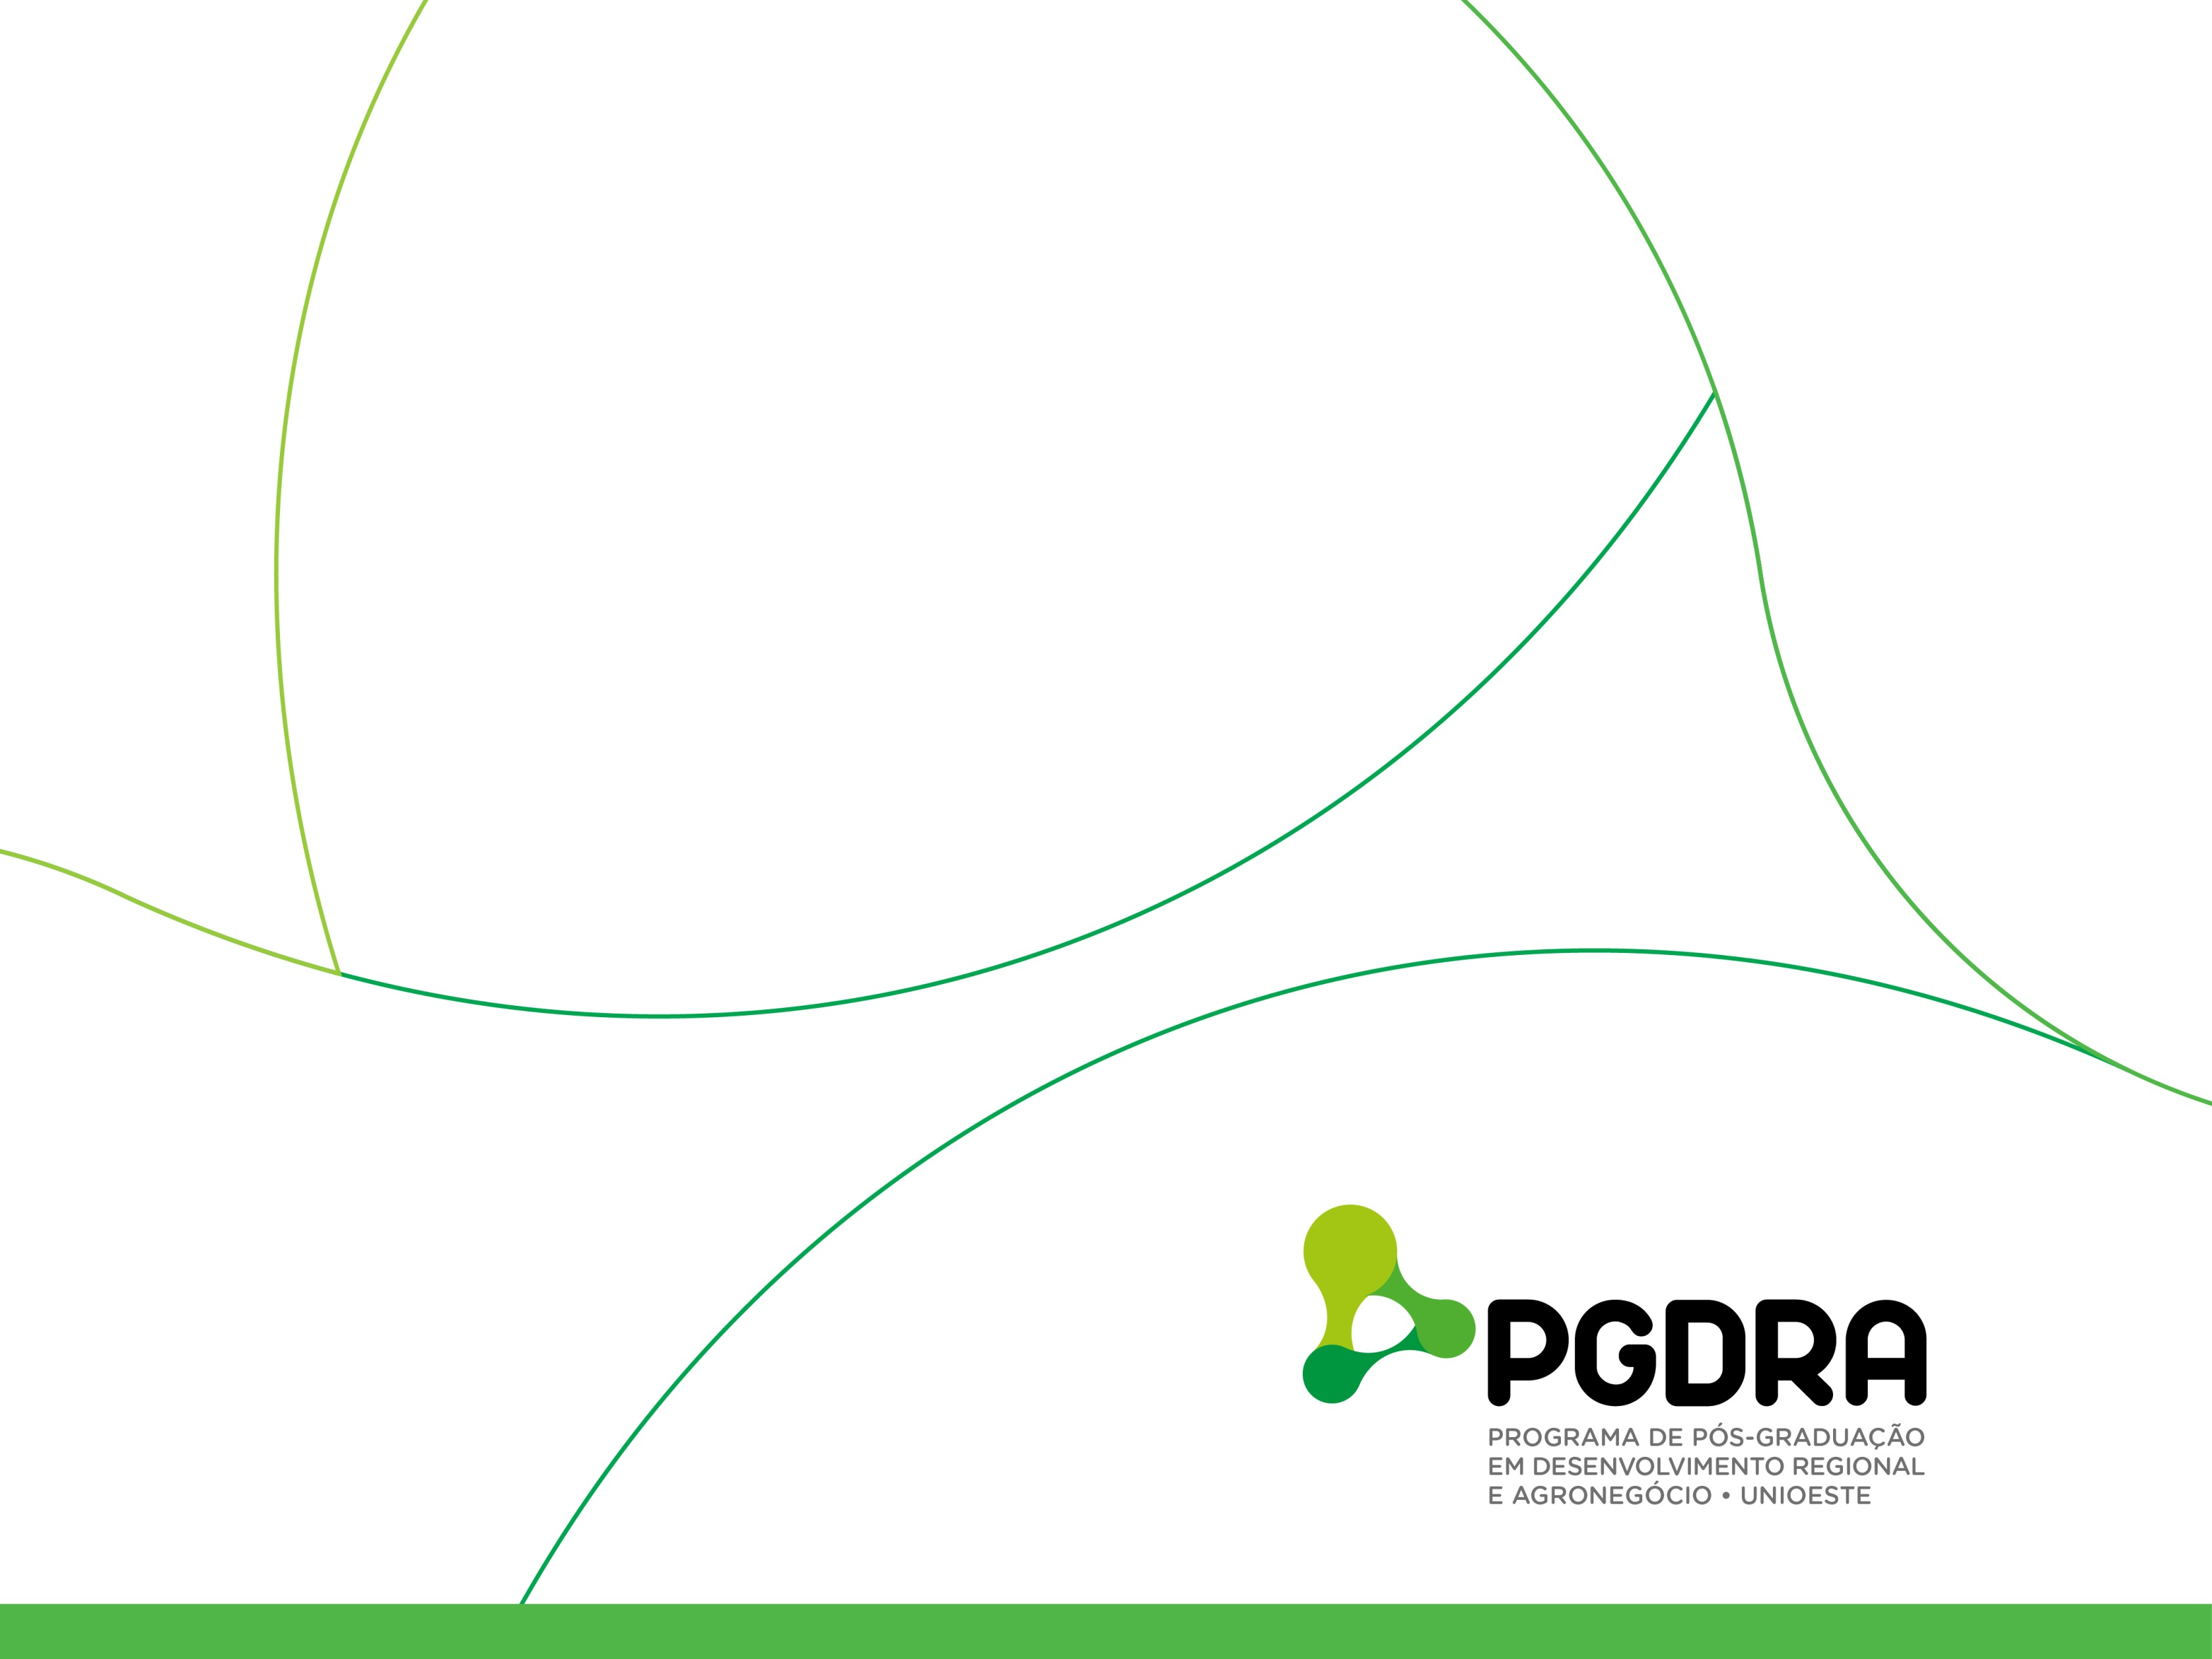 PGDRA
PROGRAMA DE PÓS-GRADUAÇÃO
EM DESENVOLVIMENTO REGIONAL
E AGRONEGÓCIO • UNIOESTE